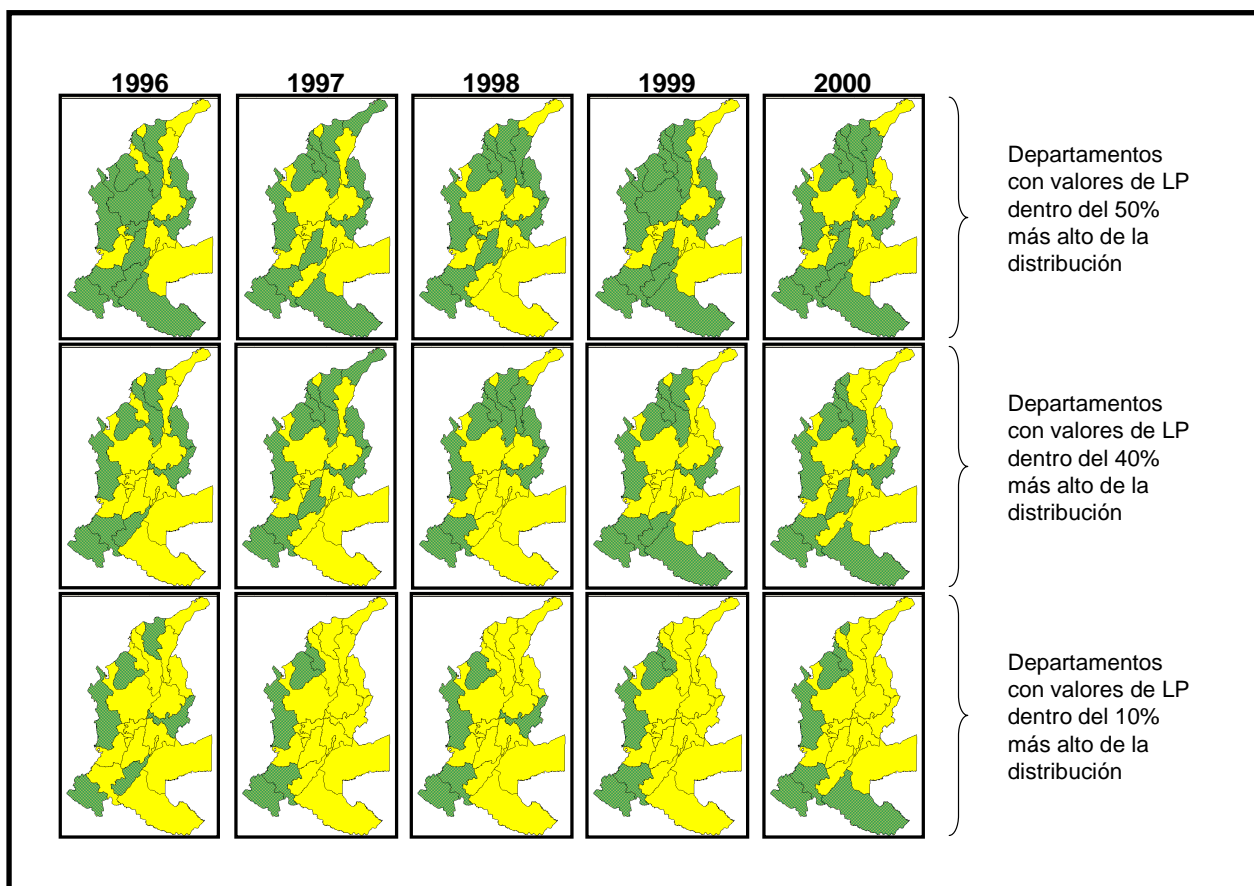 1996
1997
1998
1999
2000
Departamentos
con valores de LP
dentro del 50%
más alto de la
distribución
Departamentos
con valores de LP
dentro del 40%
más alto de la
distribución
Departamentos
con valores de LP
dentro del 10%
más alto de la
distribución